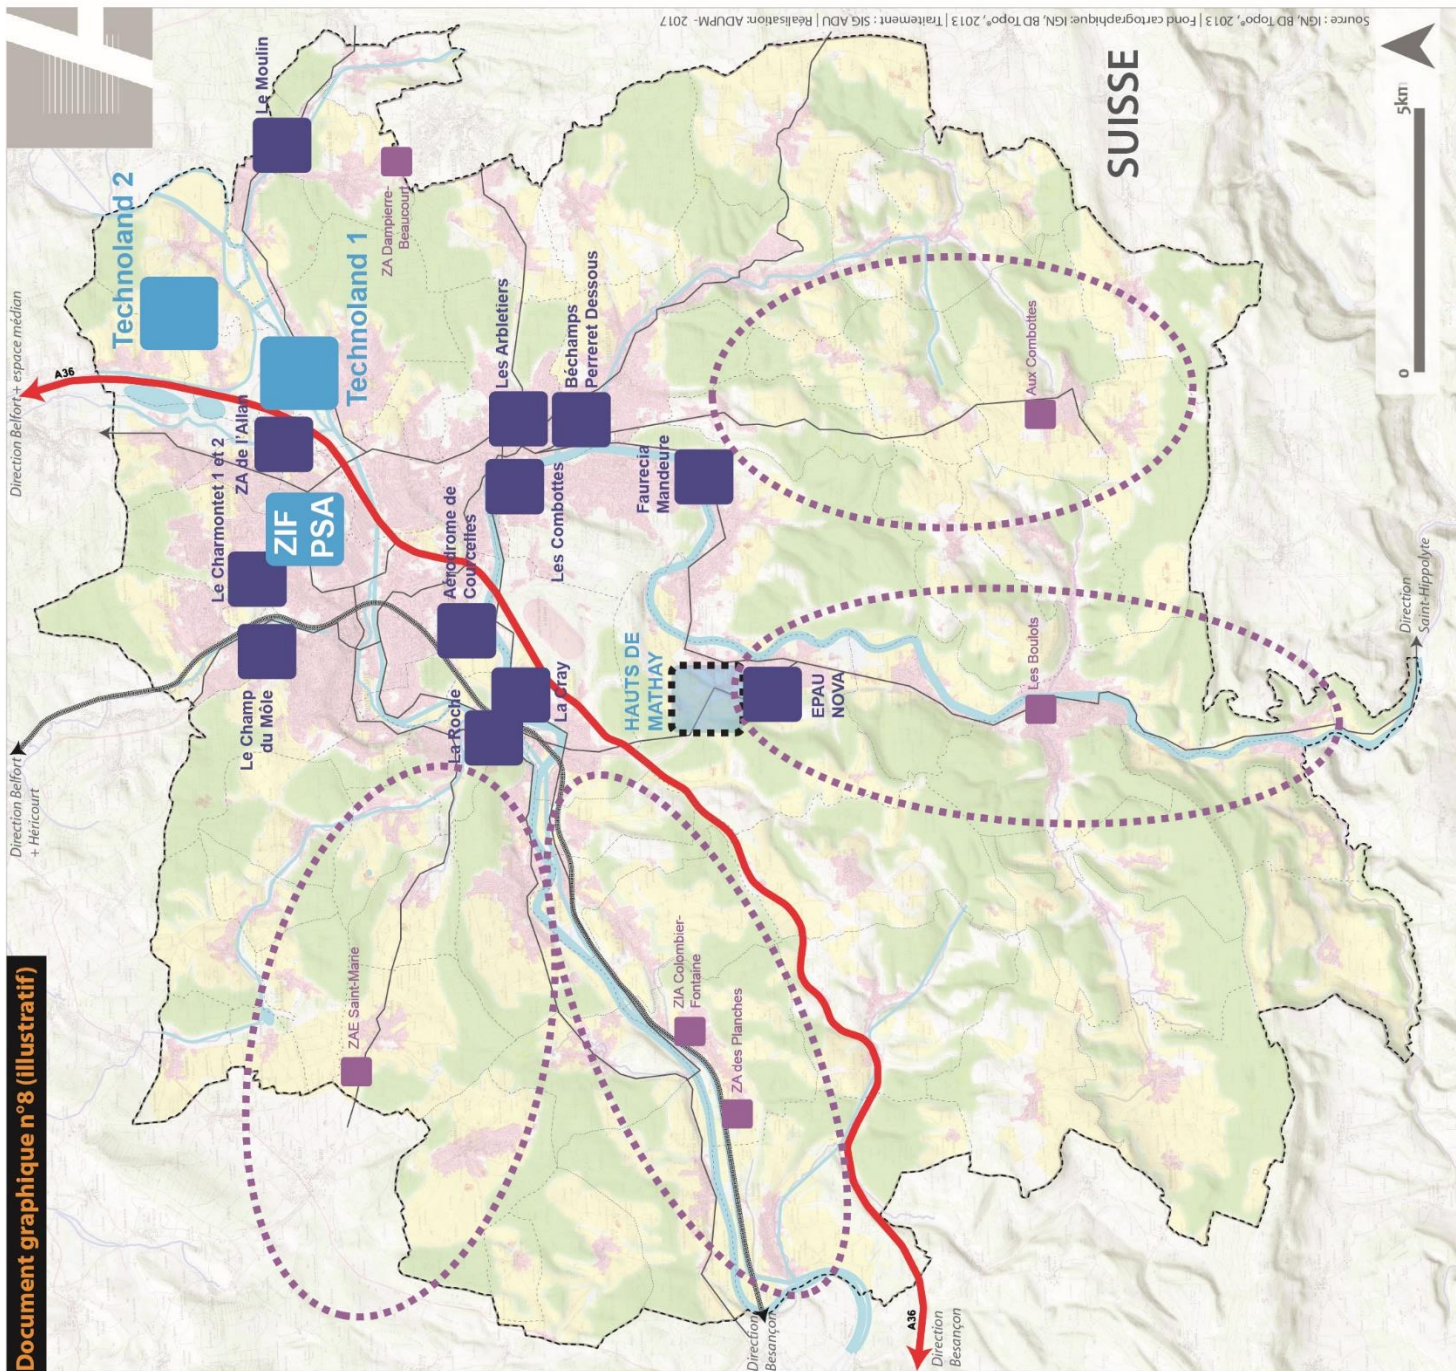 Document graphique n°8 (illustratif)
Direction Belfort
+ Héricourt
Direction Belfort + espace médian
A36
Technoland 2
Le Moulin
Le Charmontet 1 et 2
ZA de l'Allan
Le Champ
du Môle
ZIF
PSA
Technoland 1
ZAE Saint-Marie
ZA Dampierre-
Beaucourt
Aérodrome de
Courcelles
La Roche
Les Arbletiers
La Cray
Les Combottes
Béchamps
Perreret Dessous
HAUTS DE
MATHAY
Faurecia
Mandeure
ZIA Colombier-
Fontaine
ZA des Planches
Direction
Besançon
EPAU
NOVA
A36
Direction
Besançon
Les Boulots
Aux Combottes
SUISSE
Direction
Saint-Hippolyte
0
5km
Source : IGN, BD Topo®, 2013 | Fond cartographique: IGN, BD Topo®, 2013 | Traitement : SIG ADU | Réalisation: ADUPM- 2017